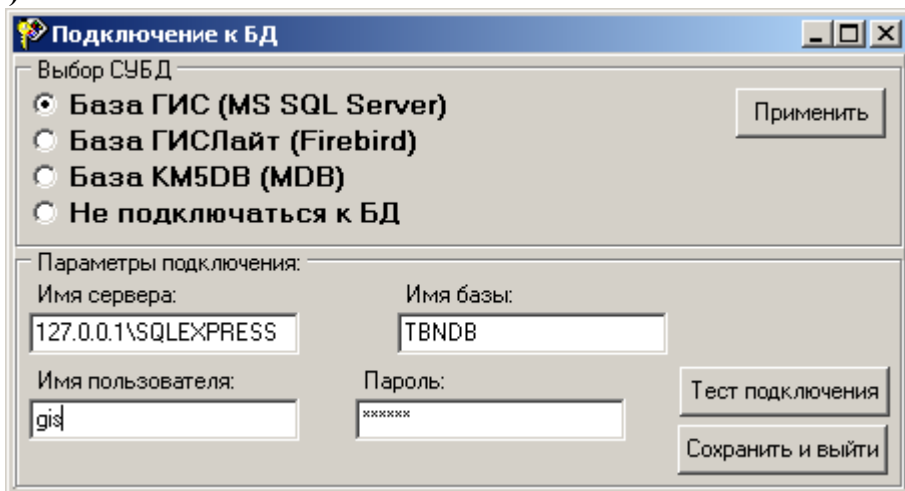 )
Подключение к БД
Выбор СУБД
База ГИС (MS SQL Server)
Применить
База ГИСЛайт (Firebird)
База KM5DB (MDB)
Не подключаться к БД
Параметры подключения:
Имя сервера: Имя базы:
127.0.0.1\SQLEXPRESS TBNDB
Имя пользователя: Пароль:
Тест подключения
gis ××××××
Сохранить и выйти